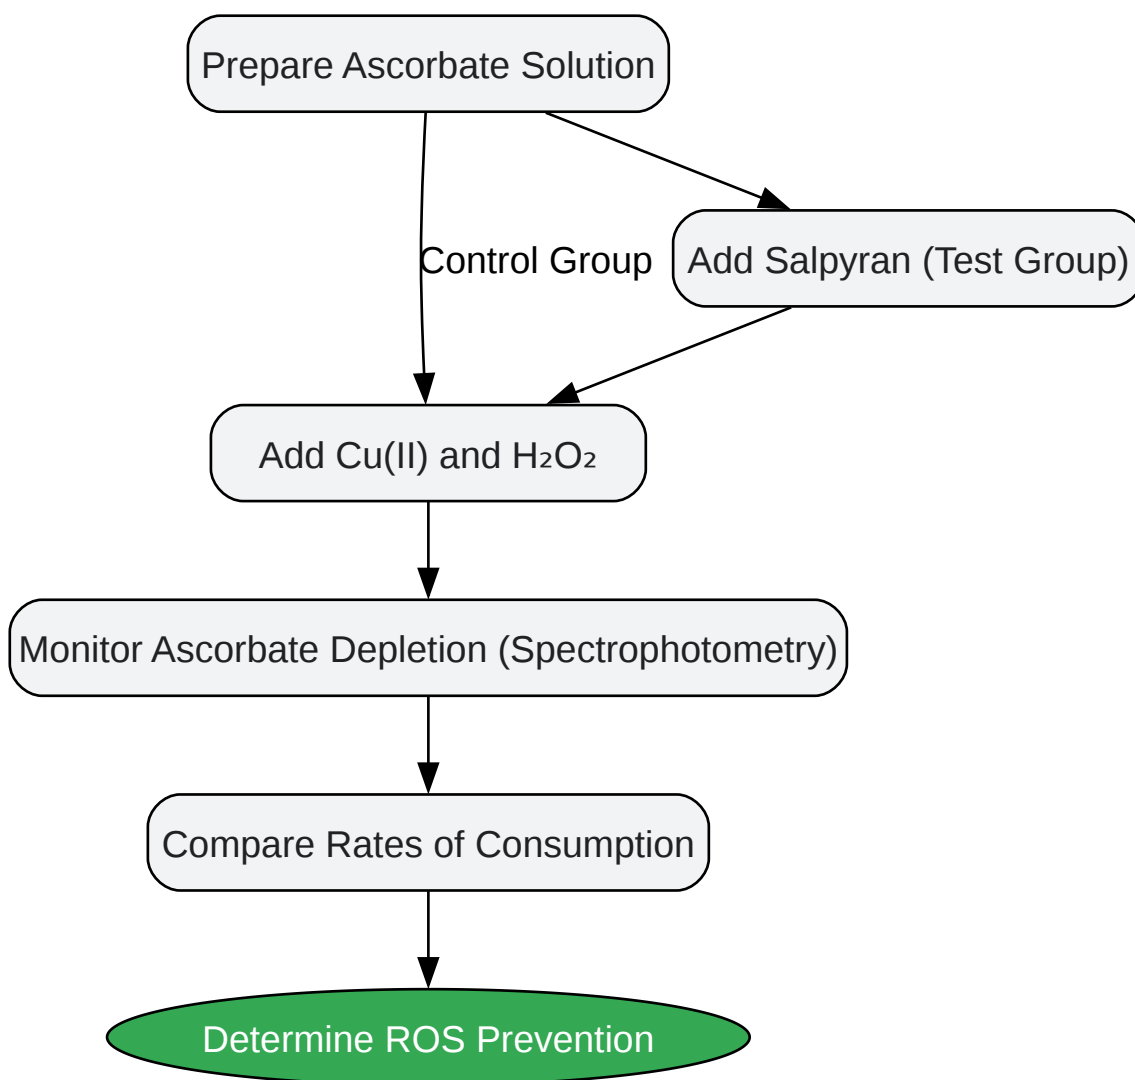 Prepare Ascorbate Solution
Control Group
Add Salpyran (Test Group)
Add Cu(II) and H₂O₂
Monitor Ascorbate Depletion (Spectrophotometry)
Compare Rates of Consumption
Determine ROS Prevention